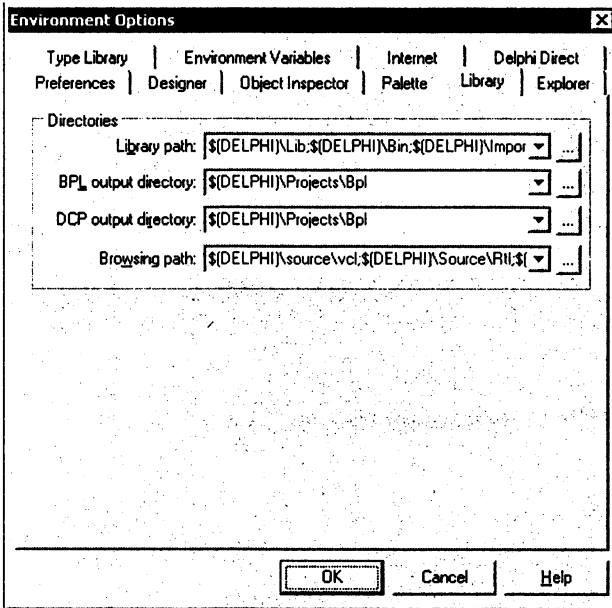 Environment Options
Type Library Environment Variables Internet Delphi Direct
Preferences Designer Object Inspector Palette Library Explorer
Directories
Library path: $(DELPHI)\Lib;$(DELPHI)\Bin;$(DELPHI)\Impor ...
BPL output directory: $(DELPHI)\Projects\Bpl ...
DCP output directory: $(DELPHI)\Projects\Bpl ...
Browsing path: $(DELPHI)\source\vcl;$(DELPHI)\Source\Rtl;$( ...
OK Cancel Help